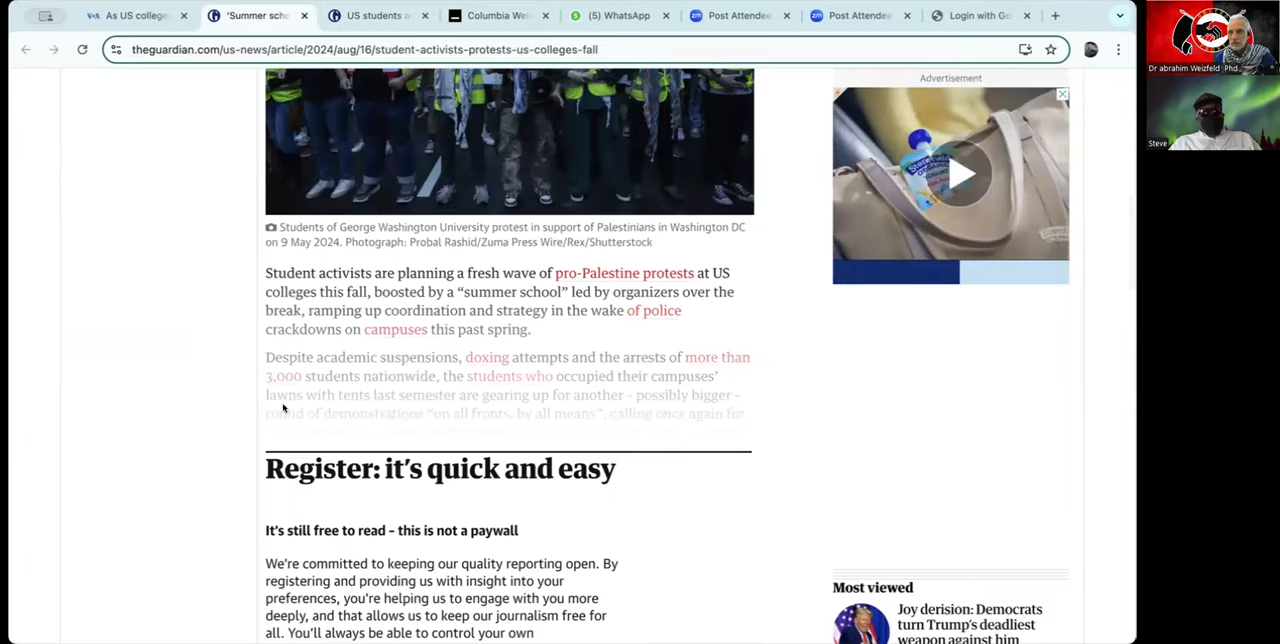 As US college
'Summer scho
US students a
Columbia Wel
(5) WhatsApp
Post Attendee
Post Attendee
Login with Go
theguardian.com/us-news/article/2024/aug/16/student-activists-protests-us-colleges-fall
Dr abrahim Weizfeld Phd
Steve
Advertisement
Students of George Washington University protest in support of Palestinians in Washington DC
on 9 May 2024. Photograph: Probal Rashid/Zuma Press Wire/Rex/Shutterstock
Student activists are planning a fresh wave of pro-Palestine protests at US
colleges this fall, boosted by a “summer school” led by organizers over the
break, ramping up coordination and strategy in the wake of police
crackdowns on campuses this past spring.
Despite academic suspensions, doxing attempts and the arrests of more than
3,000 students nationwide, the students who occupied their campuses’
lawns with tents last semester are gearing up for another – possibly bigger –
round of demonstrations “on all fronts, by all means”, calling once again for
Register: it’s quick and easy
It’s still free to read – this is not a paywall
We’re committed to keeping our quality reporting open. By
registering and providing us with insight into your
preferences, you’re helping us to engage with you more
deeply, and that allows us to keep our journalism free for
all. You’ll always be able to control your own
Most viewed
Joy derision: Democrats
turn Trump’s deadliest
weapon against him